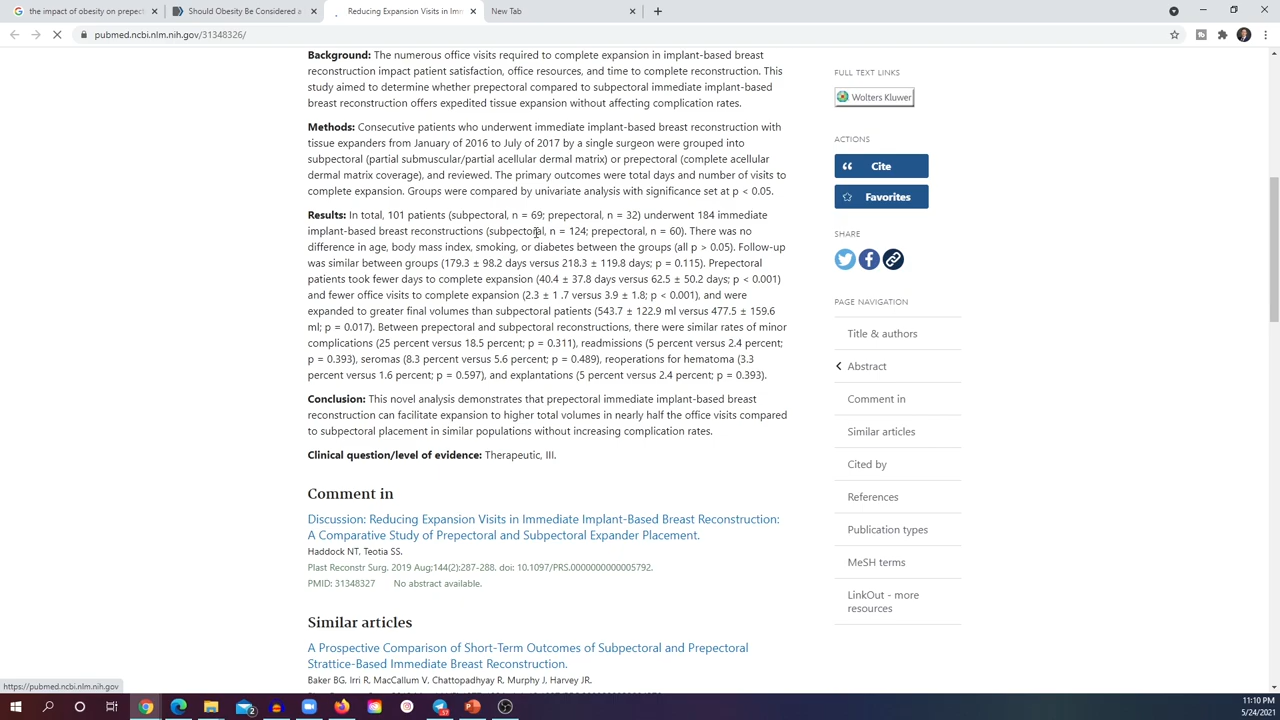 the impact of obesity on prepect
Should Obesity Be Considered a
Reducing Expansion Visits in Im
New Tab
pubmed.ncbi.nlm.nih.gov/31348326/
Background: The numerous office visits required to complete expansion in implant-based breast
reconstruction impact patient satisfaction, office resources, and time to complete reconstruction. This
study aimed to determine whether prepectoral compared to subpectoral immediate implant-based
breast reconstruction offers expedited tissue expansion without affecting complication rates.
Methods: Consecutive patients who underwent immediate implant-based breast reconstruction with
tissue expanders from January of 2016 to July of 2017 by a single surgeon were grouped into
subpectoral (partial submuscular/partial acellular dermal matrix) or prepectoral (complete acellular
dermal matrix coverage), and reviewed. The primary outcomes were total days and number of visits to
complete expansion. Groups were compared by univariate analysis with significance set at p < 0.05.
Results: In total, 101 patients (subpectoral, n = 69; prepectoral, n = 32) underwent 184 immediate
implant-based breast reconstructions (subpectoral, n = 124; prepectoral, n = 60). There was no
difference in age, body mass index, smoking, or diabetes between the groups (all p > 0.05). Follow-up
was similar between groups (179.3 ± 98.2 days versus 218.3 ± 119.8 days; p = 0.115). Prepectoral
patients took fewer days to complete expansion (40.4 ± 37.8 days versus 62.5 ± 50.2 days; p < 0.001)
and fewer office visits to complete expansion (2.3 ± 1 .7 versus 3.9 ± 1.8; p < 0.001), and were
expanded to greater final volumes than subpectoral patients (543.7 ± 122.9 ml versus 477.5 ± 159.6
ml; p = 0.017). Between prepectoral and subpectoral reconstructions, there were similar rates of minor
complications (25 percent versus 18.5 percent; p = 0.311), readmissions (5 percent versus 2.4 percent;
p = 0.393), seromas (8.3 percent versus 5.6 percent; p = 0.489), reoperations for hematoma (3.3
percent versus 1.6 percent; p = 0.597), and explantations (5 percent versus 2.4 percent; p = 0.393).
Conclusion: This novel analysis demonstrates that prepectoral immediate implant-based breast
reconstruction can facilitate expansion to higher total volumes in nearly half the office visits compared
to subpectoral placement in similar populations without increasing complication rates.
Clinical question/level of evidence: Therapeutic, III.
Comment in
Discussion: Reducing Expansion Visits in Immediate Implant-Based Breast Reconstruction:
A Comparative Study of Prepectoral and Subpectoral Expander Placement.
Haddock NT, Teotia SS.
Plast Reconstr Surg. 2019 Aug;144(2):287-288. doi: 10.1097/PRS.0000000000005792.
PMID: 31348327 No abstract available.
Similar articles
A Prospective Comparison of Short-Term Outcomes of Subpectoral and Prepectoral
Strattice-Based Immediate Breast Reconstruction.
Baker BG, Irri R, MacCallum V, Chattopadhyay R, Murphy J, Harvey JR.
FULL TEXT LINKS
Wolters Kluwer
ACTIONS
Cite
Favorites
SHARE
PAGE NAVIGATION
Title & authors
Abstract
Comment in
Similar articles
Cited by
References
Publication types
MeSH terms
LinkOut - more
resources
https://pubmed.ncbi.nlm.nih.gov
11:10 PM
5/24/2021